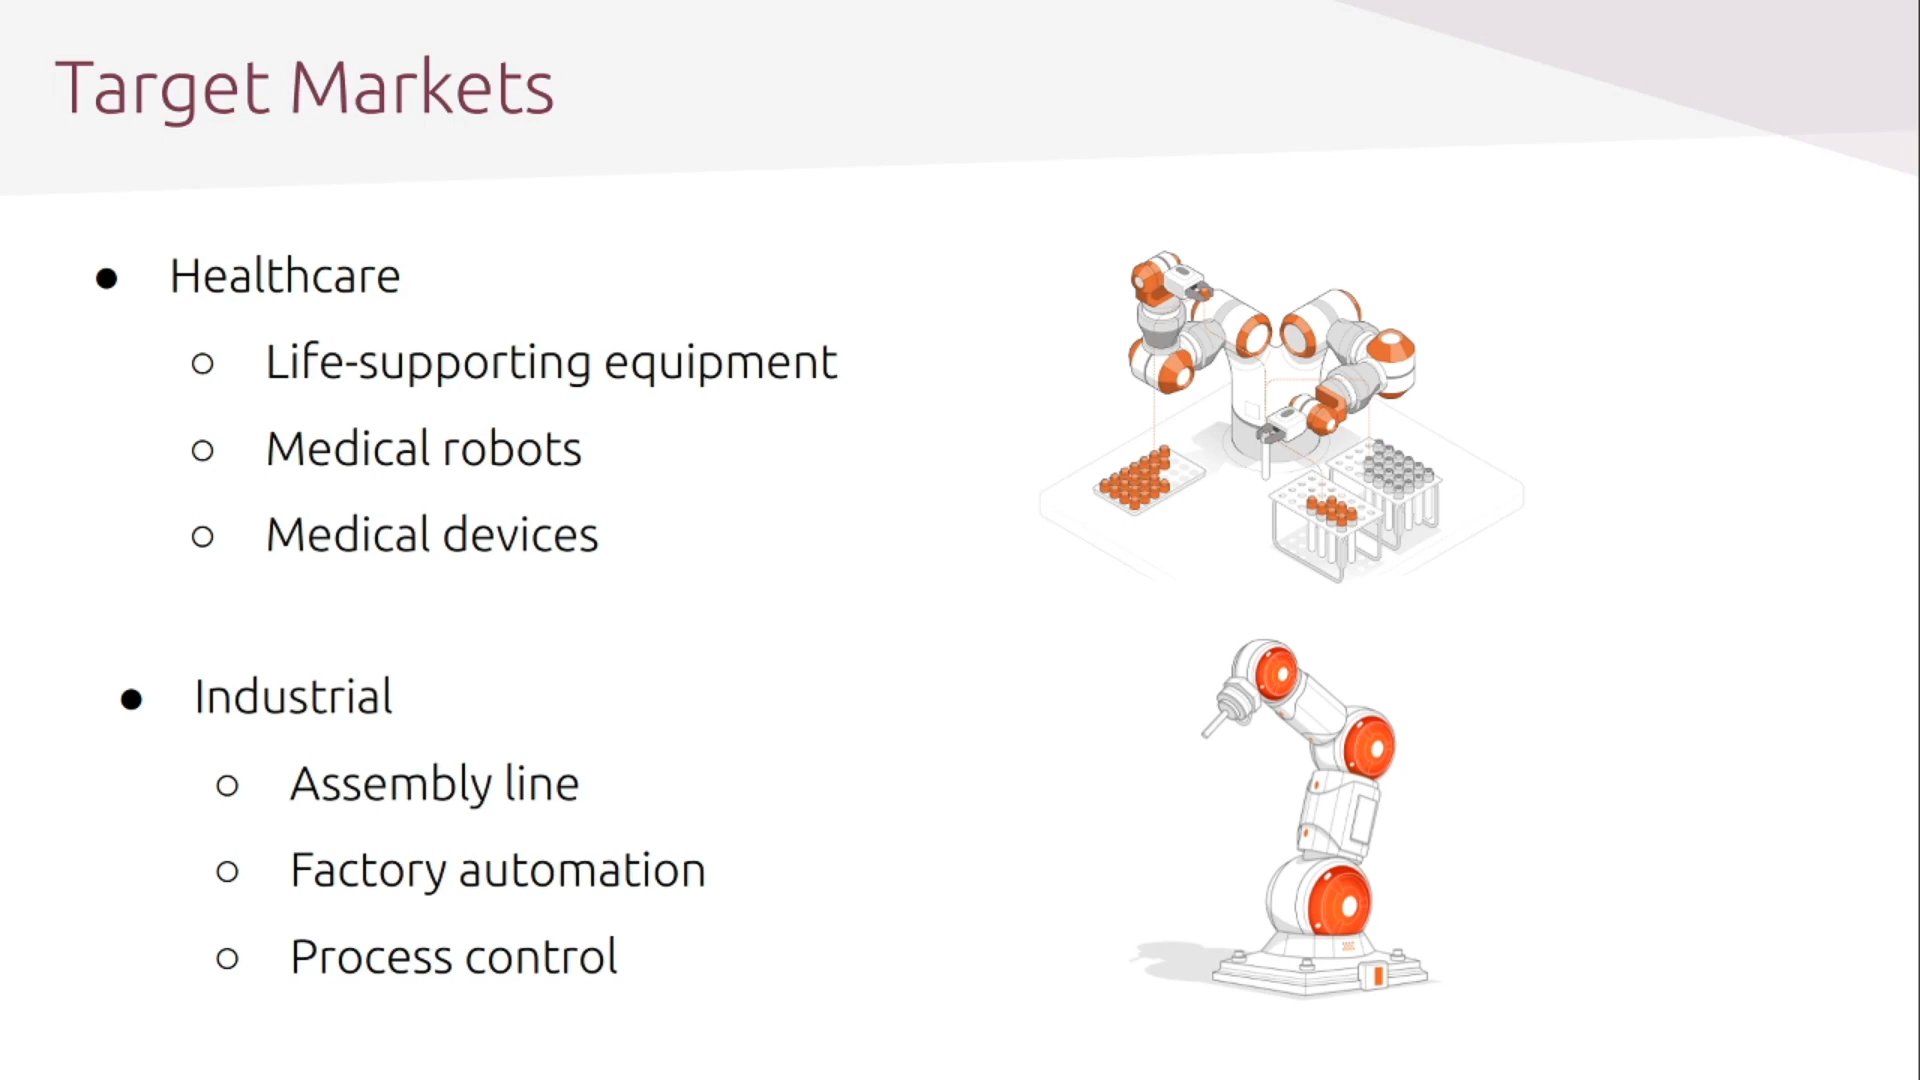 Target Markets
● Healthcare
○ Life-supporting equipment
○ Medical robots
○ Medical devices
● Industrial
○ Assembly line
○ Factory automation
○ Process control